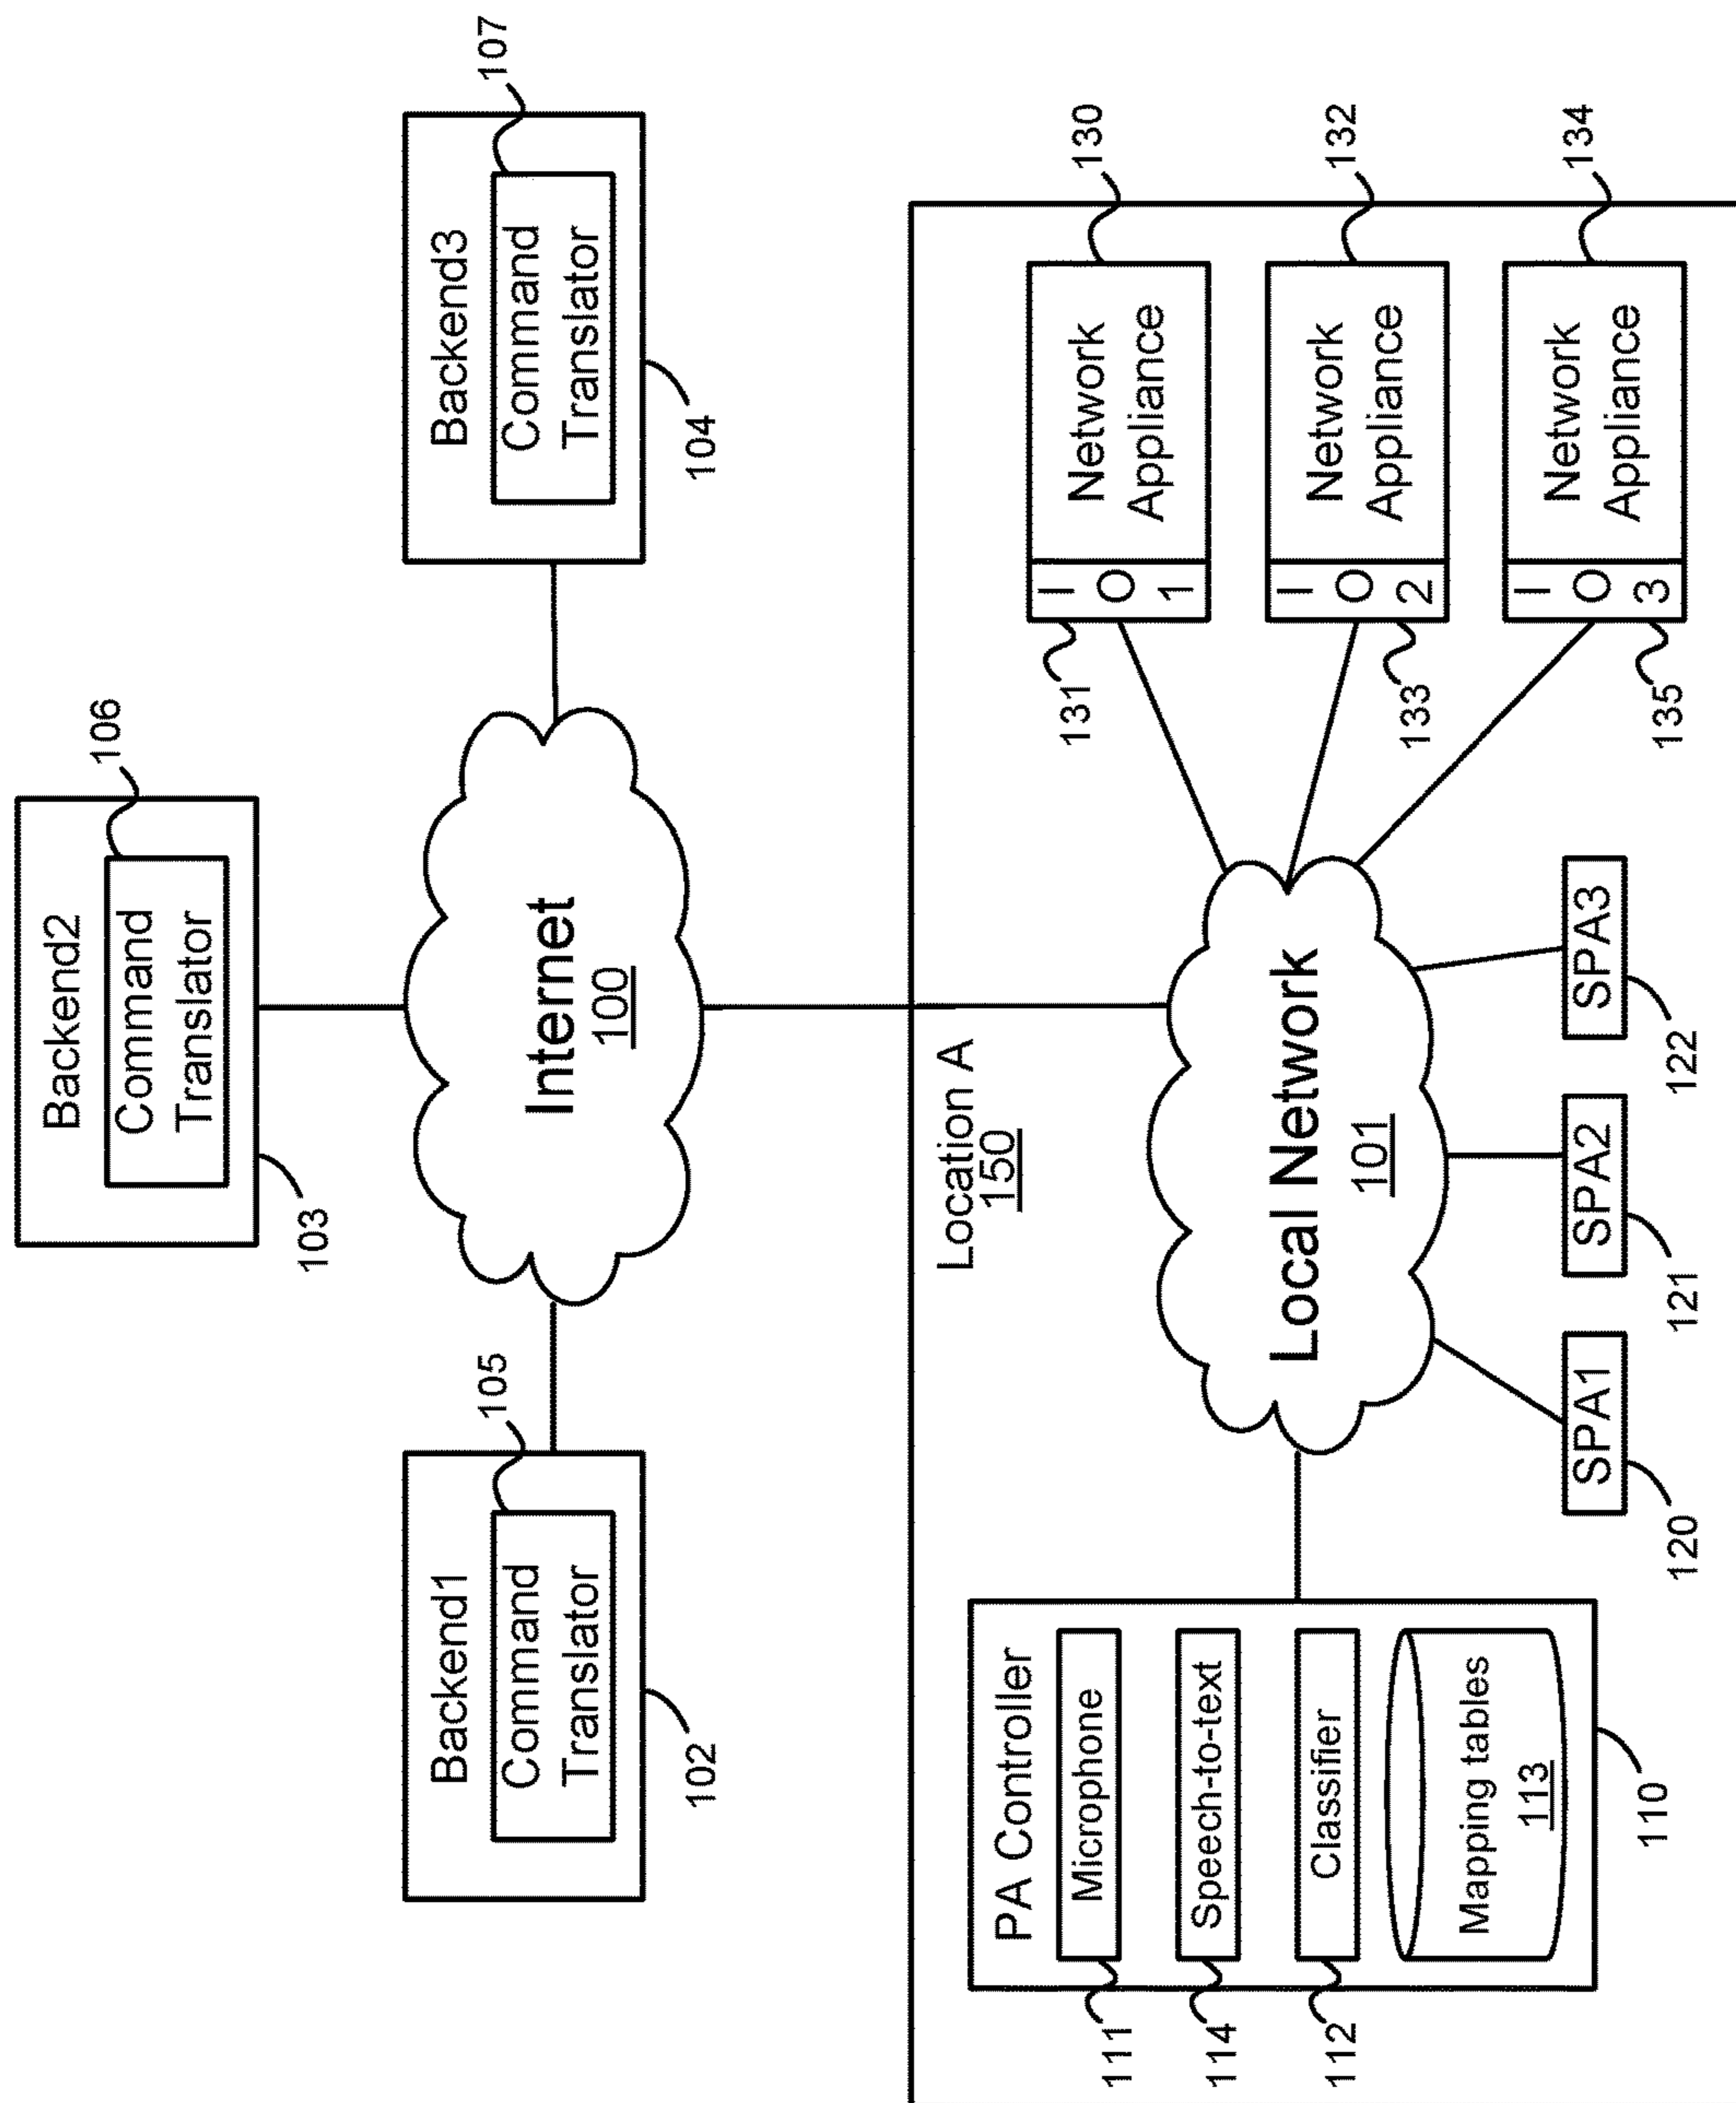 Backend2
Command
Translator
106
103
Backend1
Command
Translator
105
102
Internet
100
Backend3
Command
Translator
107
104
Location A
150
PA Controller
Microphone
Speech-to-text
Classifier
Mapping tables
113
111
114
112
110
Local Network
101
SPA1
SPA2
SPA3
120
121
122
I
O
1
Network
Appliance
130
131
I
O
2
Network
Appliance
132
133
I
O
3
Network
Appliance
134
135